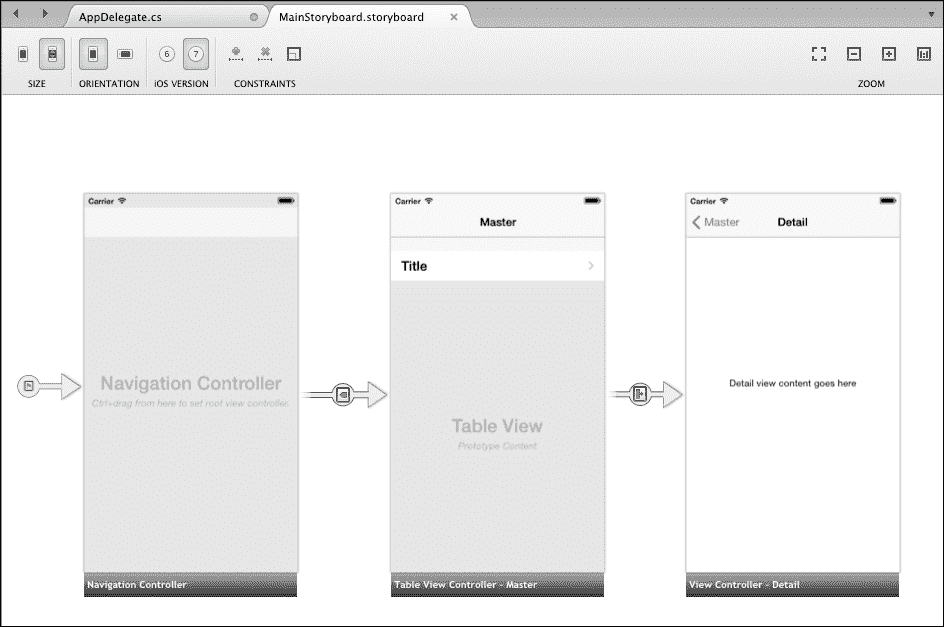 AppDelegate.cs
MainStoryboard.storyboard
6
7
SIZE
ORIENTATION
iOS VERSION
CONSTRAINTS
ZOOM
Carrier
Navigation Controller
Ctrl+drag from here to set root view controller.
Navigation Controller
Carrier
Master
Title
Table View
Prototype Content
Table View Controller - Master
Carrier
Master
Detail
Detail view content goes here
View Controller - Detail